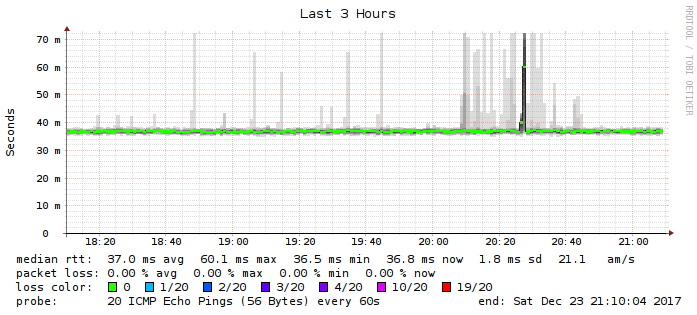 Last 3 Hours
RRDTOOL / TOBI OETIKER
Seconds
70 m
60 m
50 m
40 m
30 m
20 m
10 m
0
18:20 18:40 19:00 19:20 19:40 20:00 20:20 20:40 21:00
median rtt: 37.0 ms avg 60.1 ms max 36.5 ms min 36.8 ms now 1.8 ms sd 21.1 am/s
packet loss: 0.00 % avg 0.00 % max 0.00 % min 0.00 % now
loss color: 0 1/20 2/20 3/20 4/20 10/20 19/20
probe: 20 ICMP Echo Pings (56 Bytes) every 60s end: Sat Dec 23 21:10:04 2017